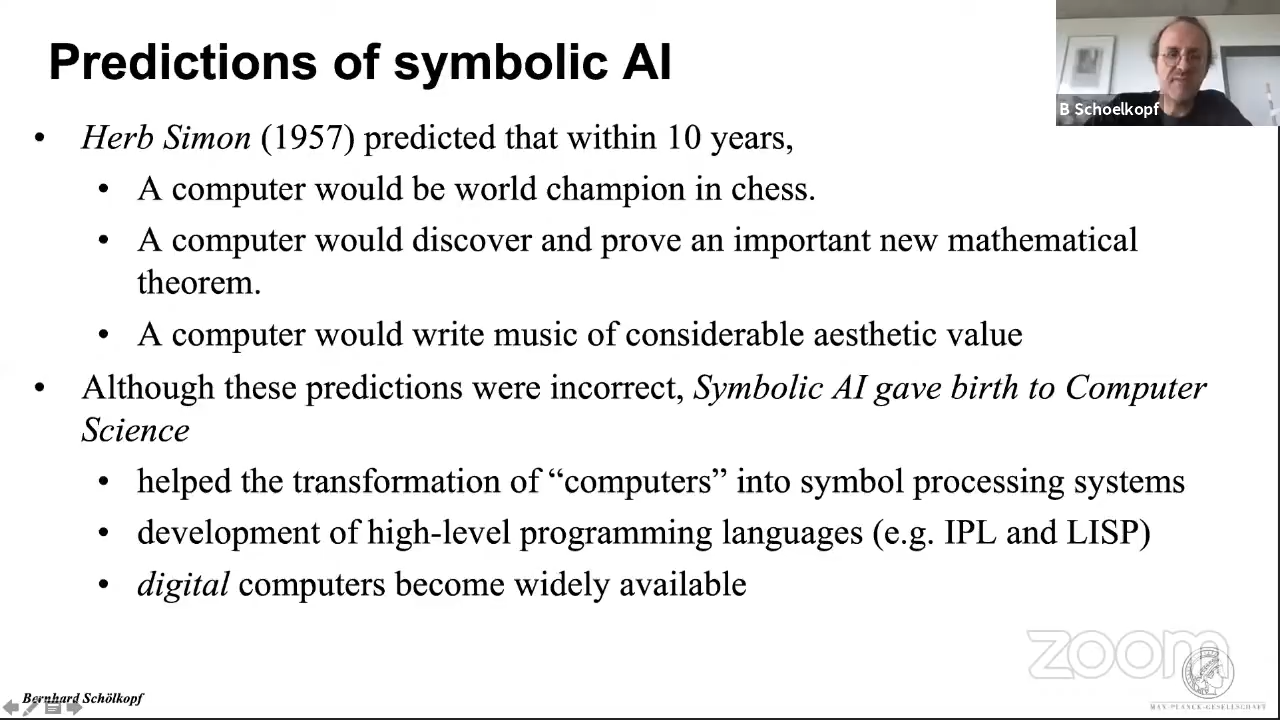 Predictions of symbolic AI
B Schoelkopf
• Herb Simon (1957) predicted that within 10 years,
• A computer would be world champion in chess.
• A computer would discover and prove an important new mathematical
theorem.
• A computer would write music of considerable aesthetic value
• Although these predictions were incorrect, Symbolic AI gave birth to Computer
Science
• helped the transformation of “computers” into symbol processing systems
• development of high-level programming languages (e.g. IPL and LISP)
• digital computers become widely available
zoom
Bernhard Schölkopf
MAX-PLANCK-GESELLSCHAFT